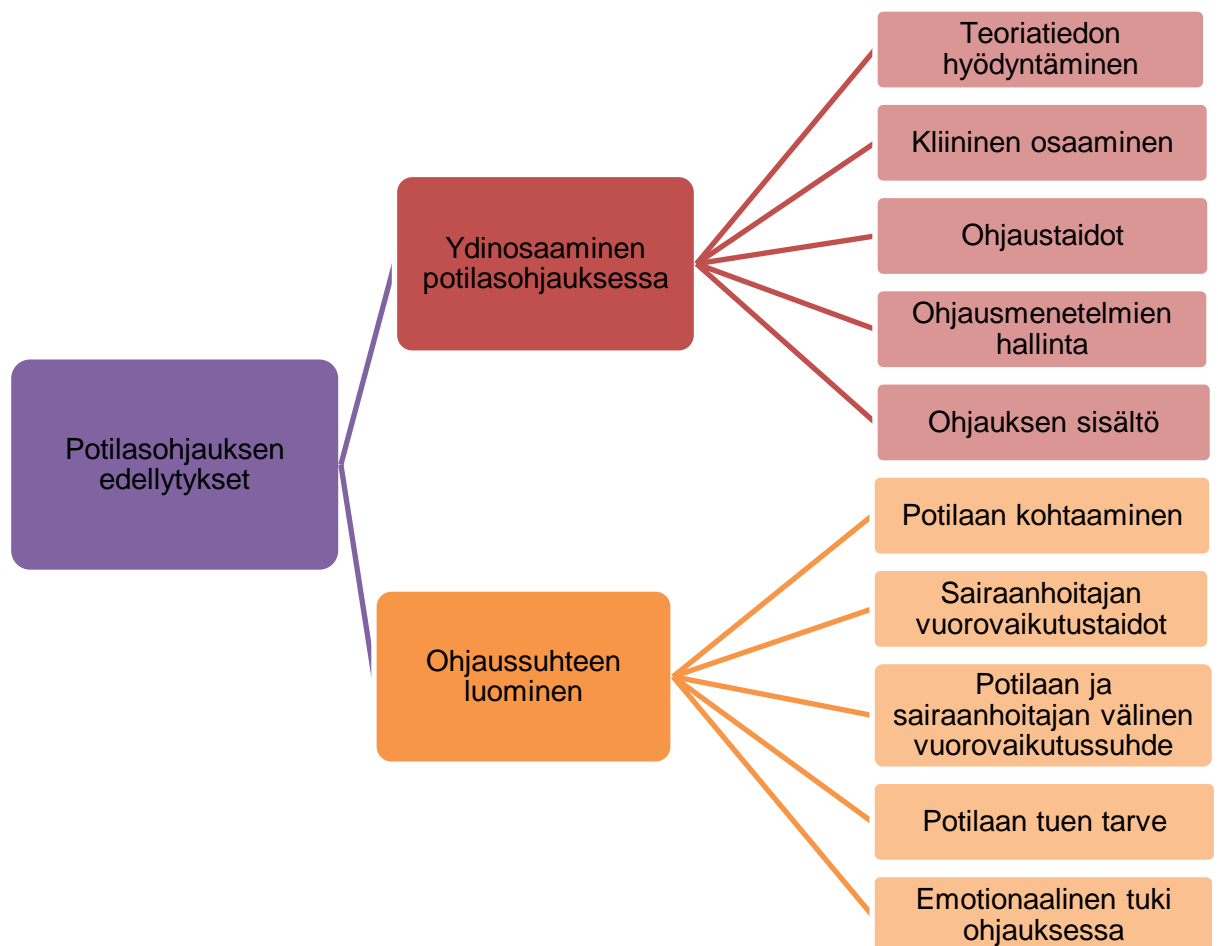 Potilasohjauksen
edellytykset
Ydinosaaminen
potilasohjauksessa
Teoriatiedon
hyödyntäminen
Kliininen osaaminen
Ohjaustaidot
Ohjausmenetelmien
hallinta
Ohjauksen sisältö
Ohjaussuhteen
luominen
Potilaan kohtaaminen
Sairaanhoitajan
vuorovaikutustaidot
Potilaan ja
sairaanhoitajan välinen
vuorovaikutussuhde
Potilaan tuen tarve
Emotionaalinen tuki
ohjauksessa